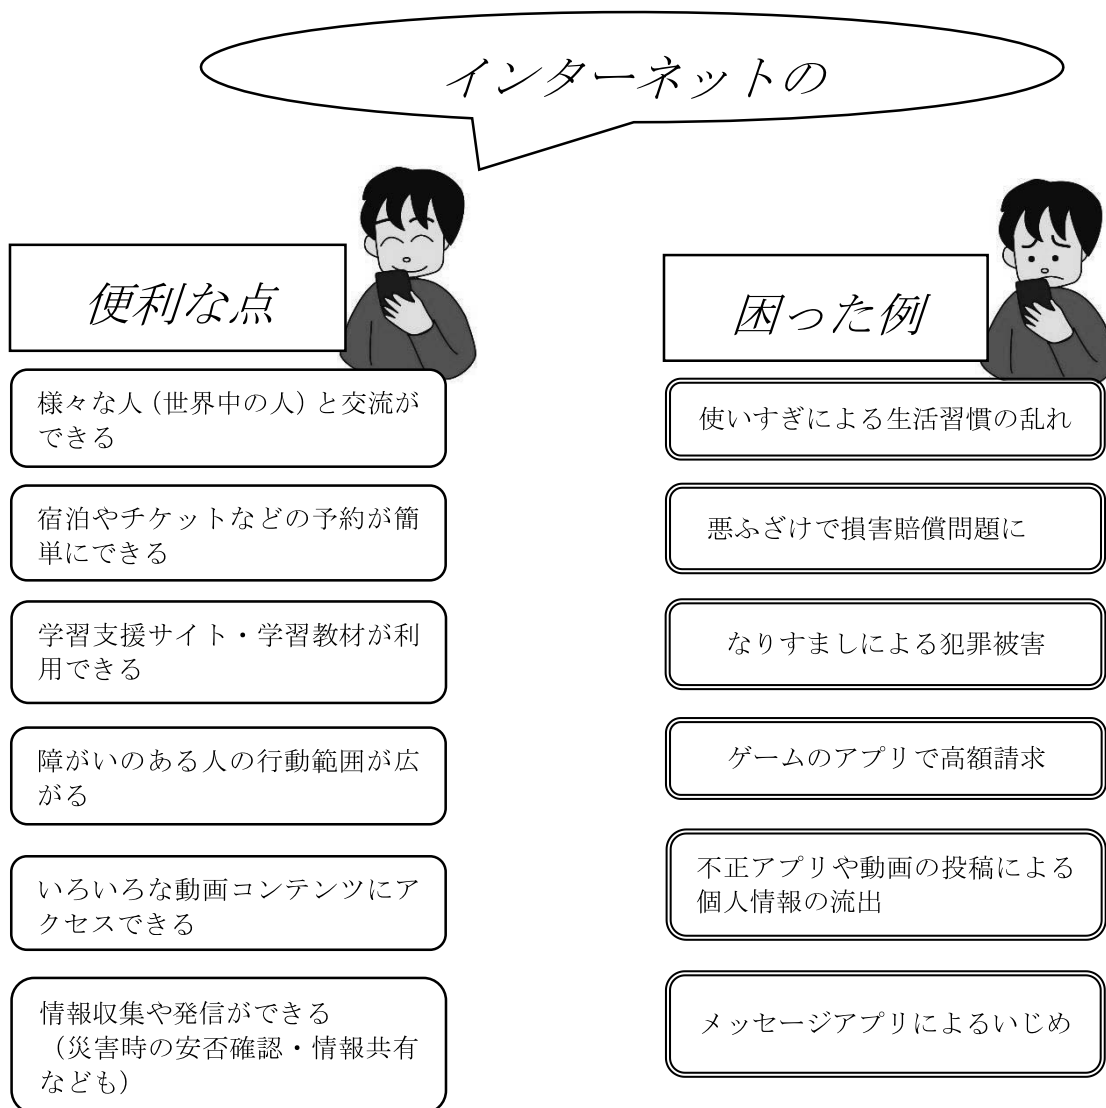 インターネットの
便利な点
様々な人(世界中の人)と交流が
できる
宿泊やチケットなどの予約が簡
単にできる
学習支援サイト・学習教材が利
用できる
障がいのある人の行動範囲が広
がる
いろいろな動画コンテンツにア
クセスできる
情報収集や発信ができる
(災害時の安否確認・情報共有
なども)
困った例
使いすぎによる生活習慣の乱れ
悪ふざけで損害賠償問題に
なりすましによる犯罪被害
ゲームのアプリで高額請求
不正アプリや動画の投稿による
個人情報の流出
メッセージアプリによるいじめ